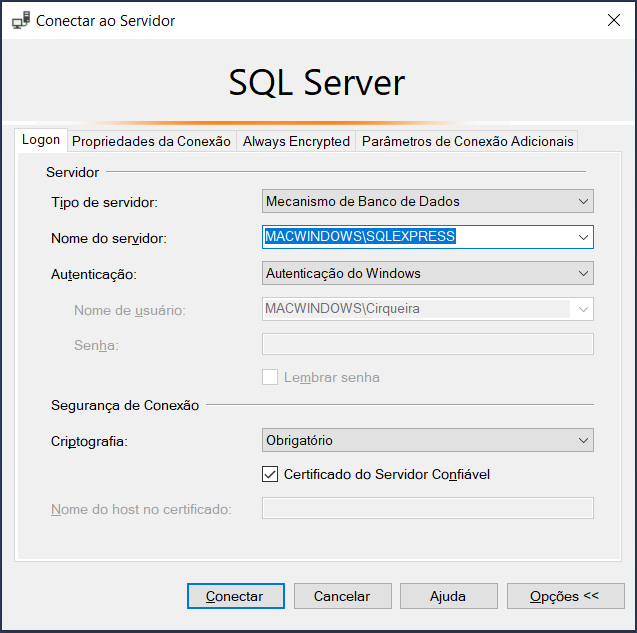 Conectar ao Servidor
SQL Server
Logon Propriedades da Conexão Always Encrypted Parâmetros de Conexão Adicionais
Servidor
Tipo de servidor: Mecanismo de Banco de Dados
Nome do servidor: MACWINDOWS\SQLEXPRESS
Autenticação: Autenticação do Windows
Nome de usuário: MACWINDOWS\Cirqueira
Senha:
Lembrar senha
Segurança de Conexão
Criptografia: Obrigatório
Certificado do Servidor Confiável
Nome do host no certificado:
Conectar Cancelar Ajuda Opções <<